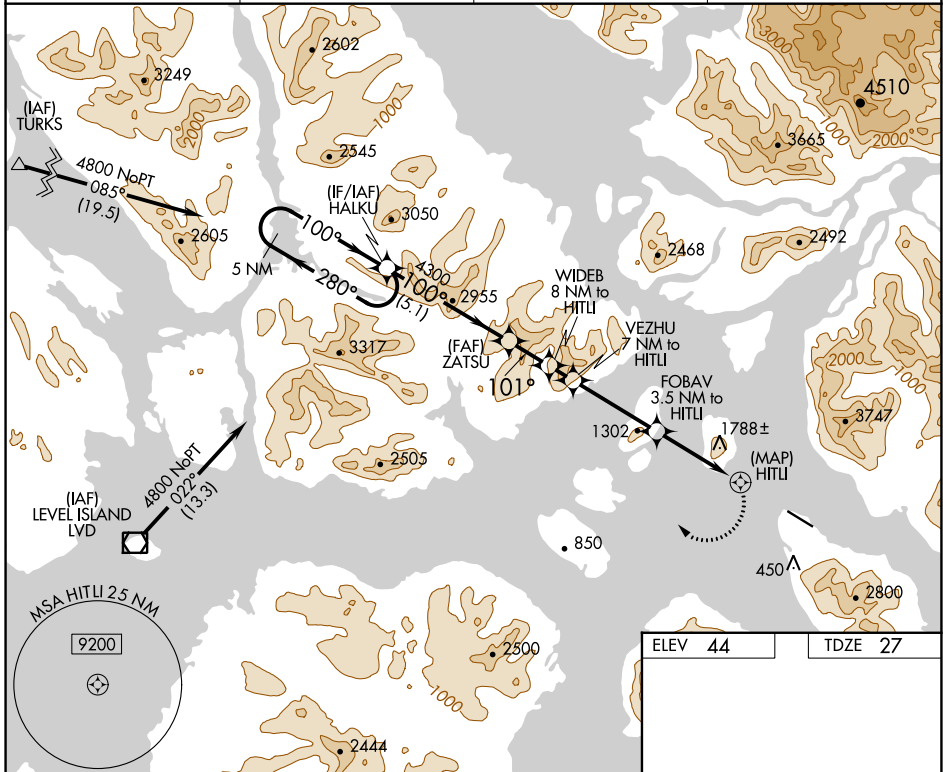 2602
3249
3000
4510
(IAF)
TURKS
2000
1000
1000
2000
3665
4800 NoPT
085°
(19.5)
2545
(IF/IAF)
HALKU
3050
100°
2605
5 NM
280°
4300
100°
(5.1)
2955
2468
2492
WIDEB
8 NM to
HITLI
VEZHU
7 NM to
HITLI
3317
(FAF)
ZATSU
101°
2000
1000
FOBAV
3.5 NM to
HITLI
3747
1302
1788±
(MAP)
HITLI
2505
4800 NoPT
022°
(13.3)
(IAF)
LEVEL ISLAND
LVD
850
450
2800
MSA HITLI 25 NM
9200
2500
1000
2444
ELEV 44
TDZE 27